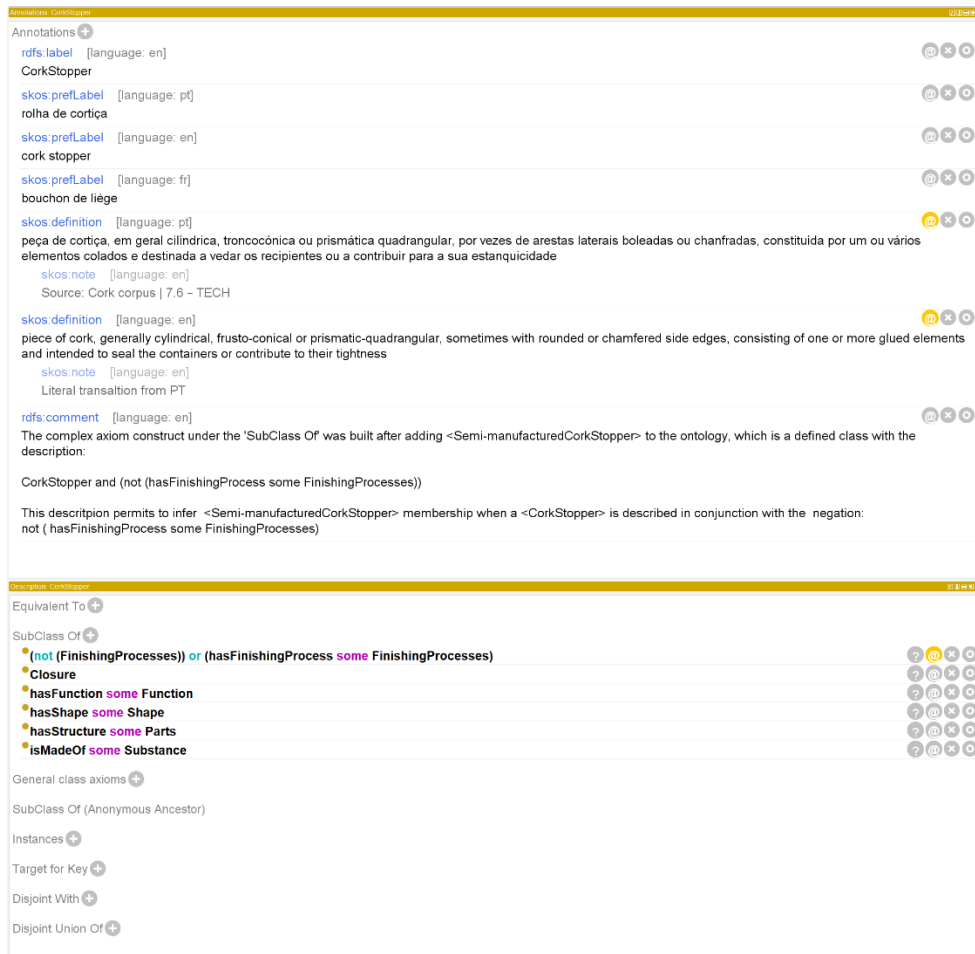 Annotations: CorkStopper
Annotations
rdfs:label [language: en]
CorkStopper
skos:prefLabel [language: pt]
rolha de cortiça
skos:prefLabel [language: en]
cork stopper
skos:prefLabel [language: fr]
bouchon de liège
skos:definition [language: pt]
peça de cortiça, em geral cilíndrica, troncocónica ou prismática quadrangular, por vezes de arestas laterais boleadas ou chanfradas, constituída por um ou vários
elementos colados e destinada a vedar os recipientes ou a contribuir para a sua estanquicidade
skos:note [language: en]
Source: Cork corpus | 7.6 – TECH
skos:definition [language: en]
piece of cork, generally cylindrical, frusto-conical or prismatic-quadrangular, sometimes with rounded or chamfered side edges, consisting of one or more glued elements
and intended to seal the containers or contribute to their tightness
skos:note [language: en]
Literal transaltion from PT
rdfs:comment [language: en]
The complex axiom construct under the 'SubClass Of' was built after adding <Semi-manufacturedCorkStopper> to the ontology, which is a defined class with the
description:
CorkStopper and (not (hasFinishingProcess some FinishingProcesses))
This descritpion permits to infer <Semi-manufacturedCorkStopper> membership when a <CorkStopper> is described in conjunction with the negation:
not ( hasFinishingProcess some FinishingProcesses)
Description: CorkStopper
Equivalent To
SubClass Of
(not (FinishingProcesses)) or (hasFinishingProcess some FinishingProcesses)
Closure
hasFunction some Function
hasShape some Shape
hasStructure some Parts
isMadeOf some Substance
General class axioms
SubClass Of (Anonymous Ancestor)
Instances
Target for Key
Disjoint With
Disjoint Union Of